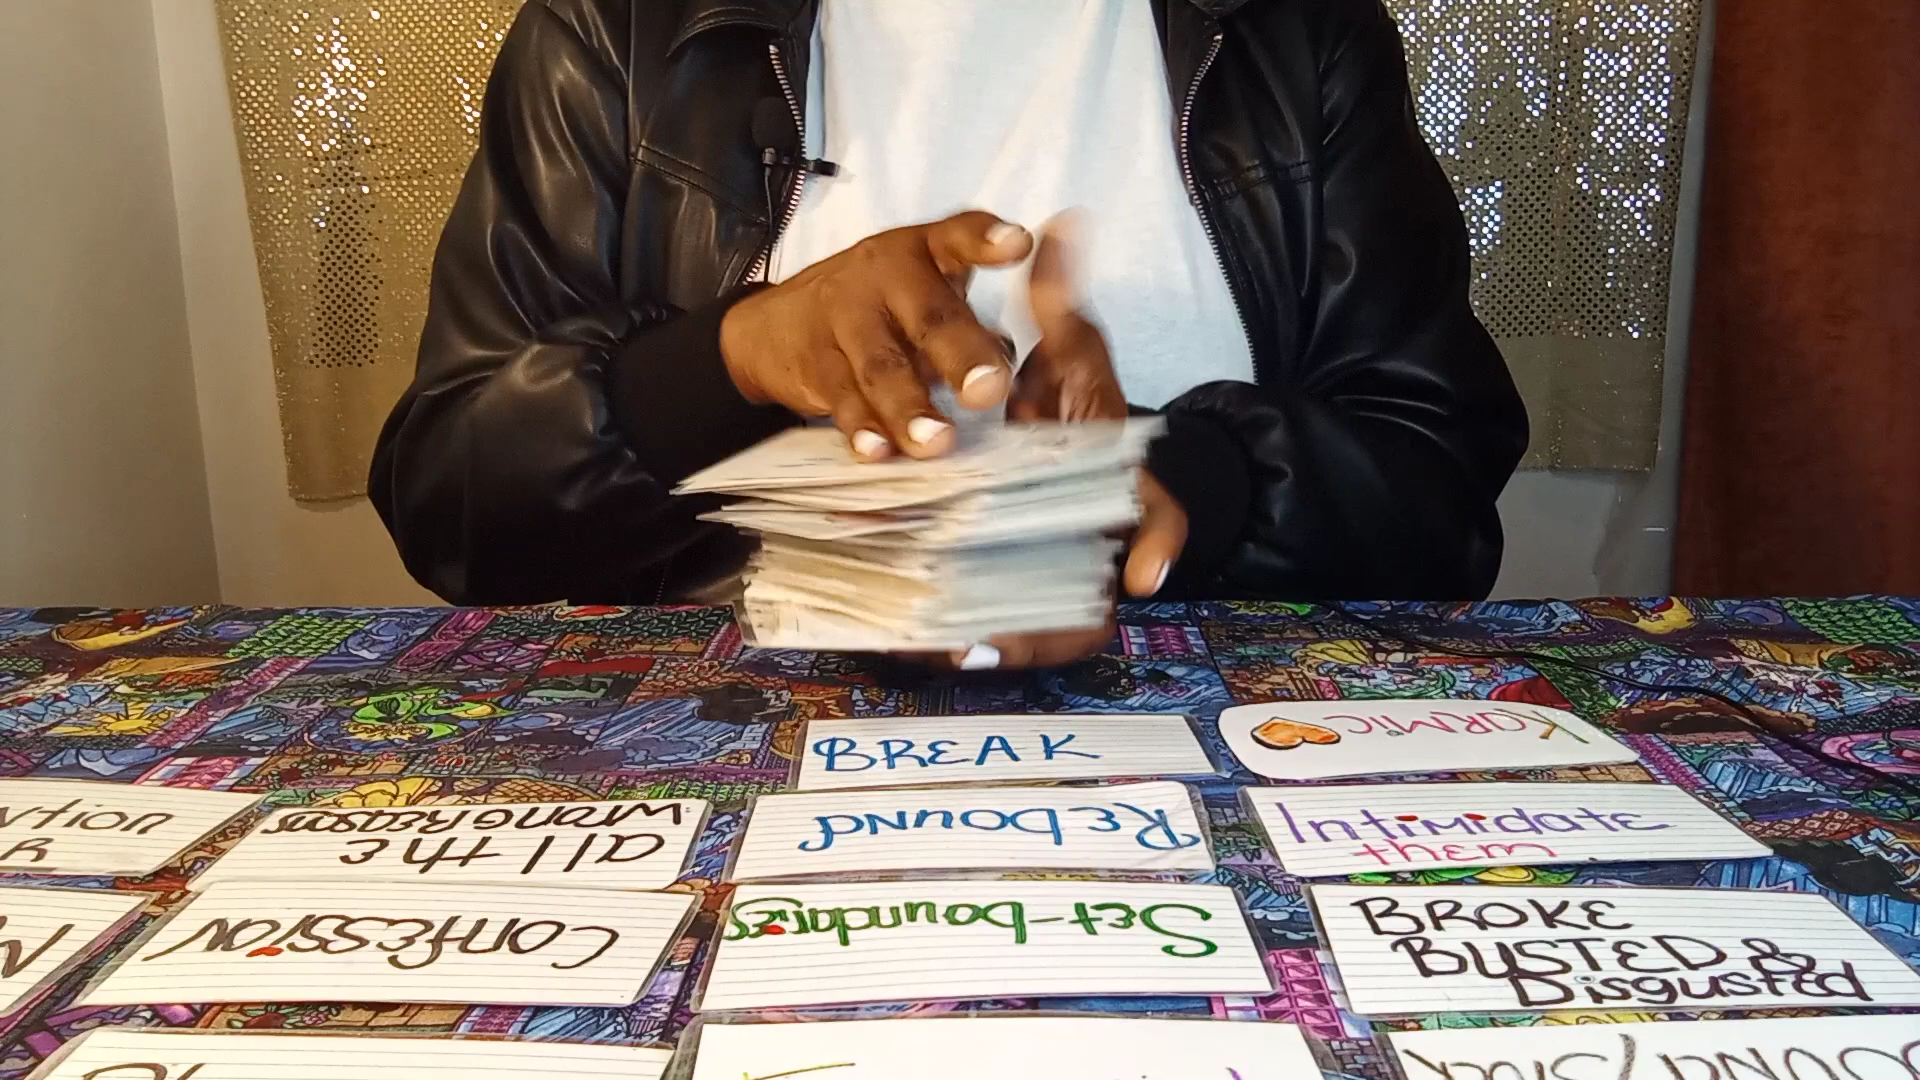 BREAK
KARMIC
all the
wrong Reasons
Rebound
Intimidate
them
Confession
Set-boundaries
BROKE
BUSTED &
Disgusted